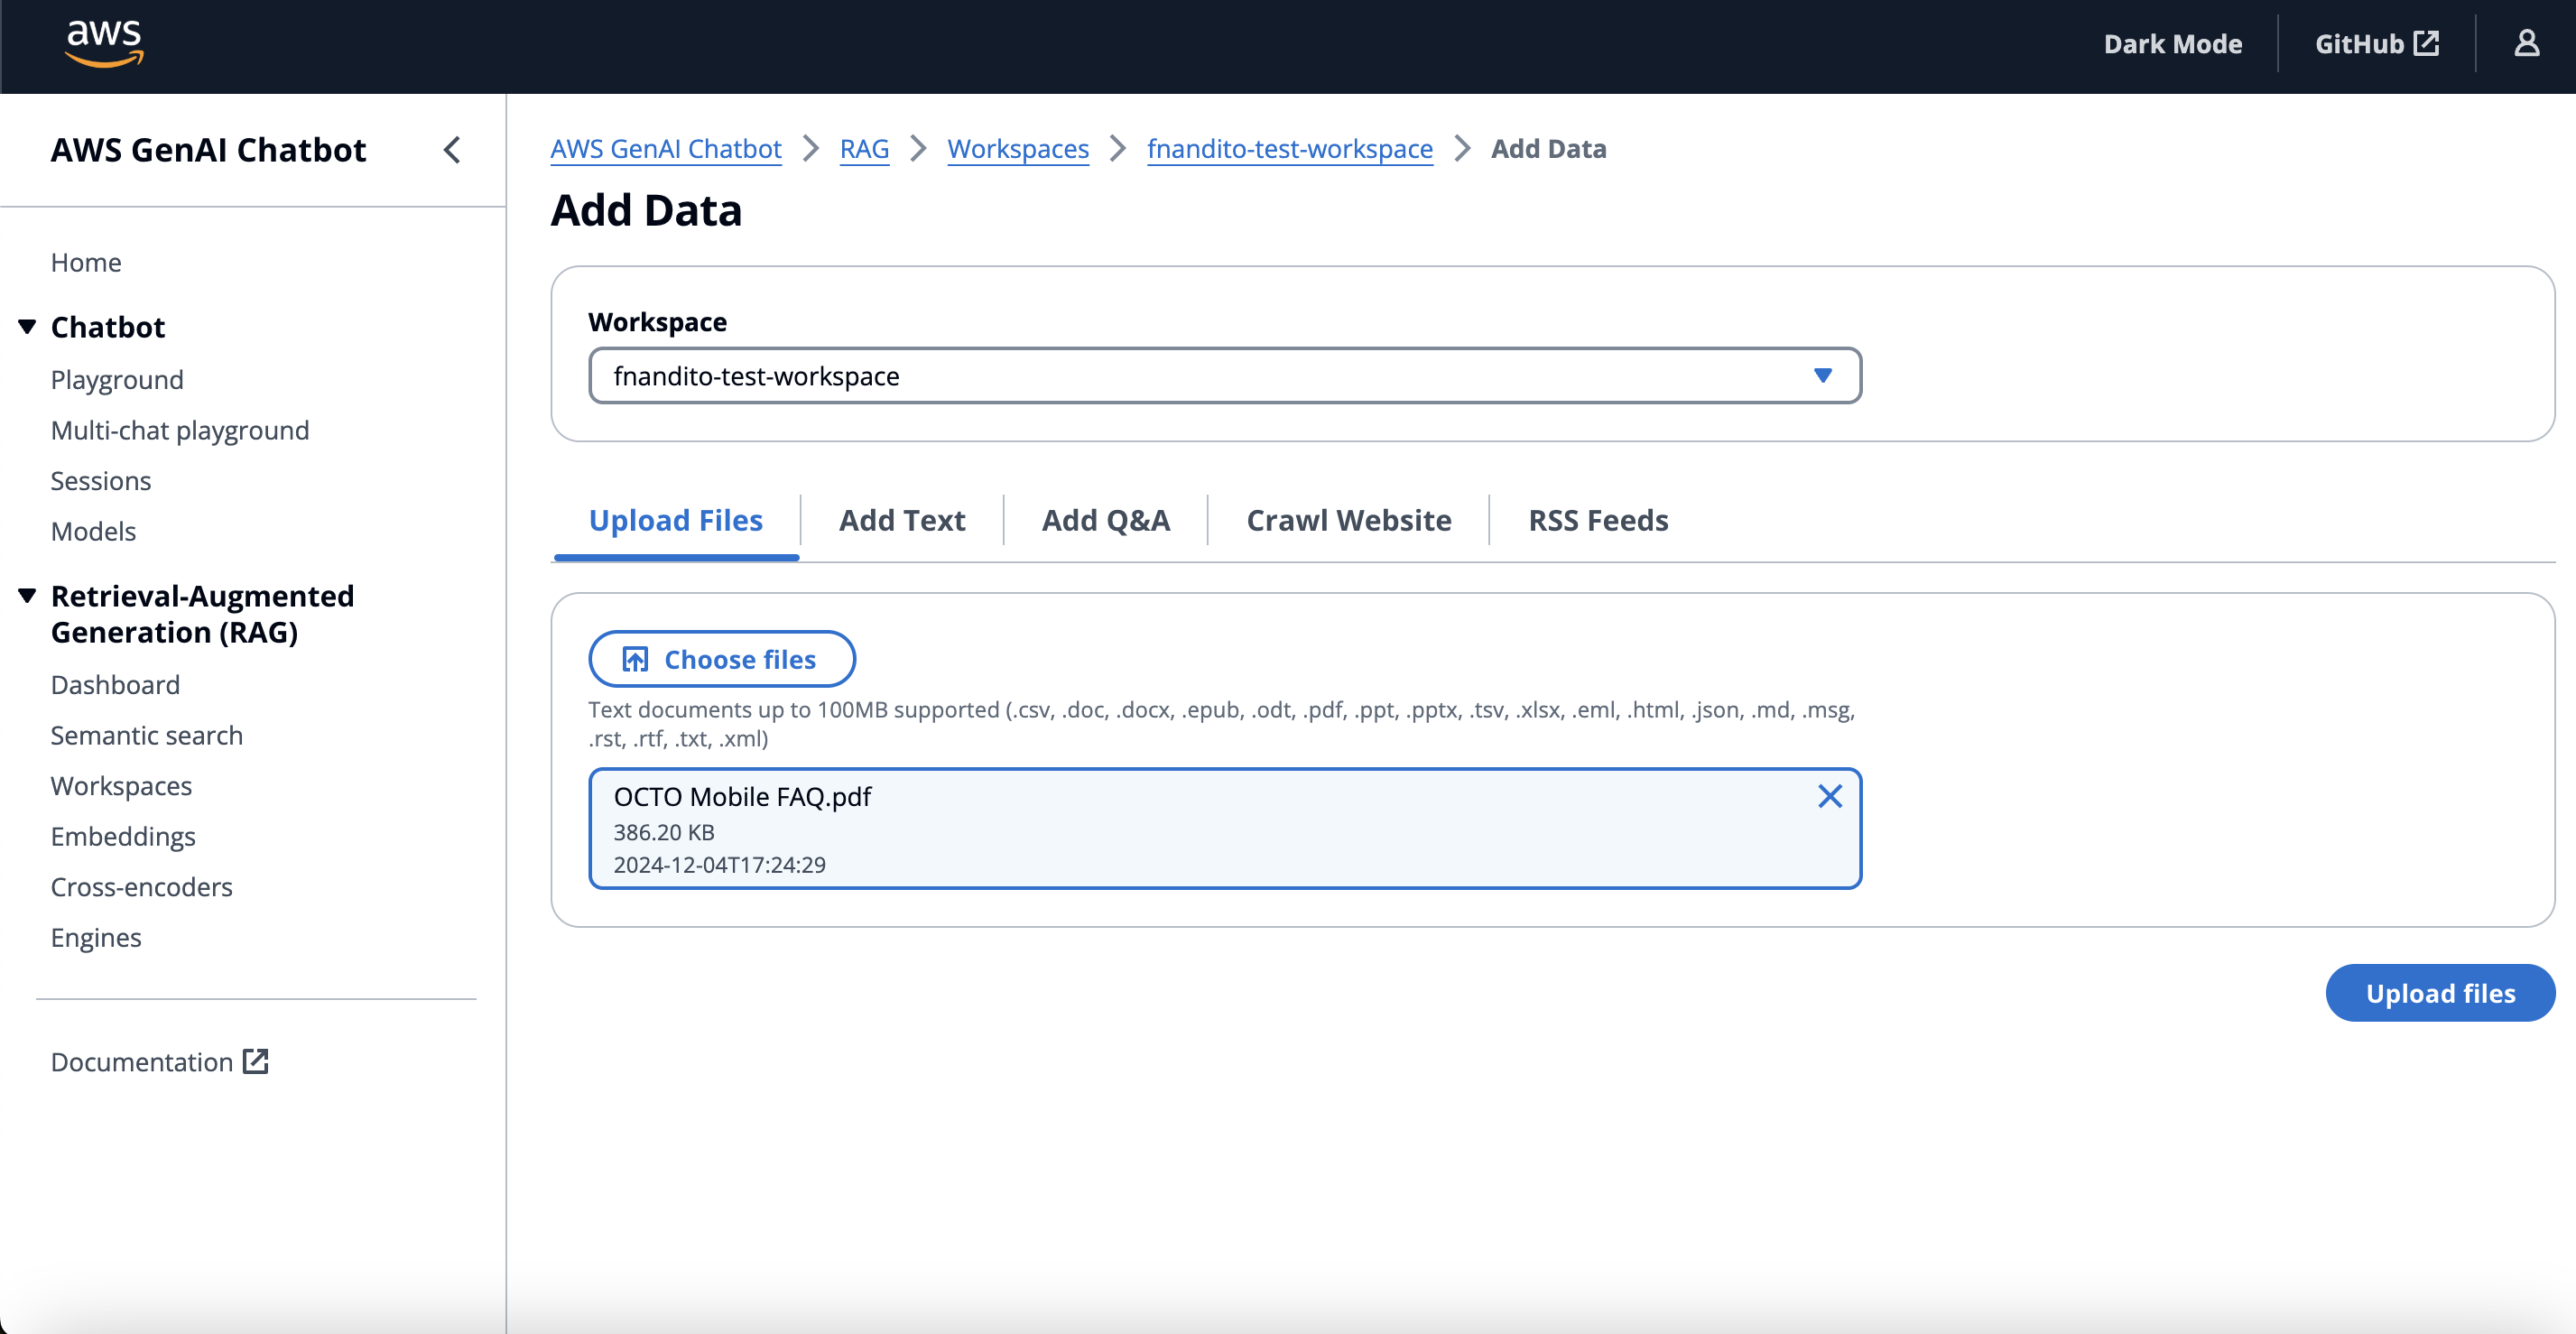 aws
Dark Mode
GitHub
AWS GenAI Chatbot
Home
Chatbot
Playground
Multi-chat playground
Sessions
Models
Retrieval-Augmented
Generation (RAG)
Dashboard
Semantic search
Workspaces
Embeddings
Cross-encoders
Engines
Documentation
AWS GenAI Chatbot > RAG > Workspaces > fnandito-test-workspace > Add Data
Add Data
Workspace
fnandito-test-workspace
Upload Files
Add Text
Add Q&A
Crawl Website
RSS Feeds
Choose files
Text documents up to 100MB supported (.csv, .doc, .docx, .epub, .odt, .pdf, .ppt, .pptx, .tsv, .xlsx, .eml, .html, .json, .md, .msg,
.rst, .rtf, .txt, .xml)
OCTO Mobile FAQ.pdf
386.20 KB
2024-12-04T17:24:29
Upload files